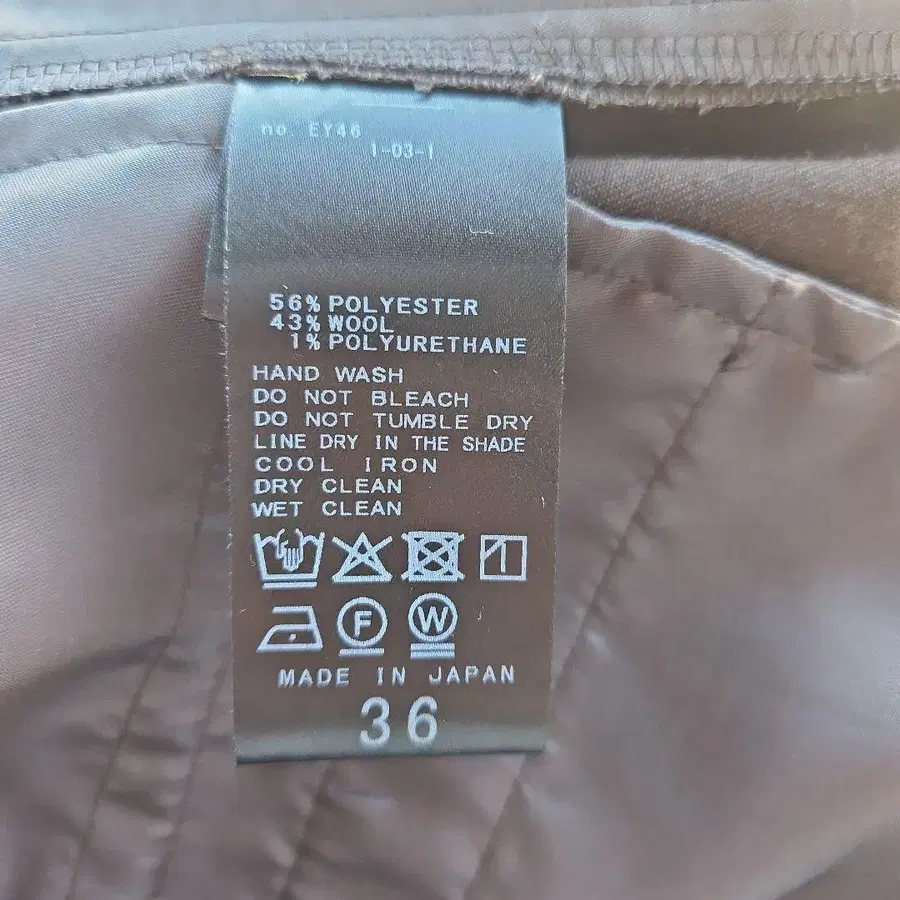 no EY46
1-03-1
56% POLYESTER
43% WOOL
1% POLYURETHANE
HAND WASH
DO NOT BLEACH
DO NOT TUMBLE DRY
LINE DRY IN THE SHADE
COOL IRON
DRY CLEAN
WET CLEAN
F W
MADE IN JAPAN
36